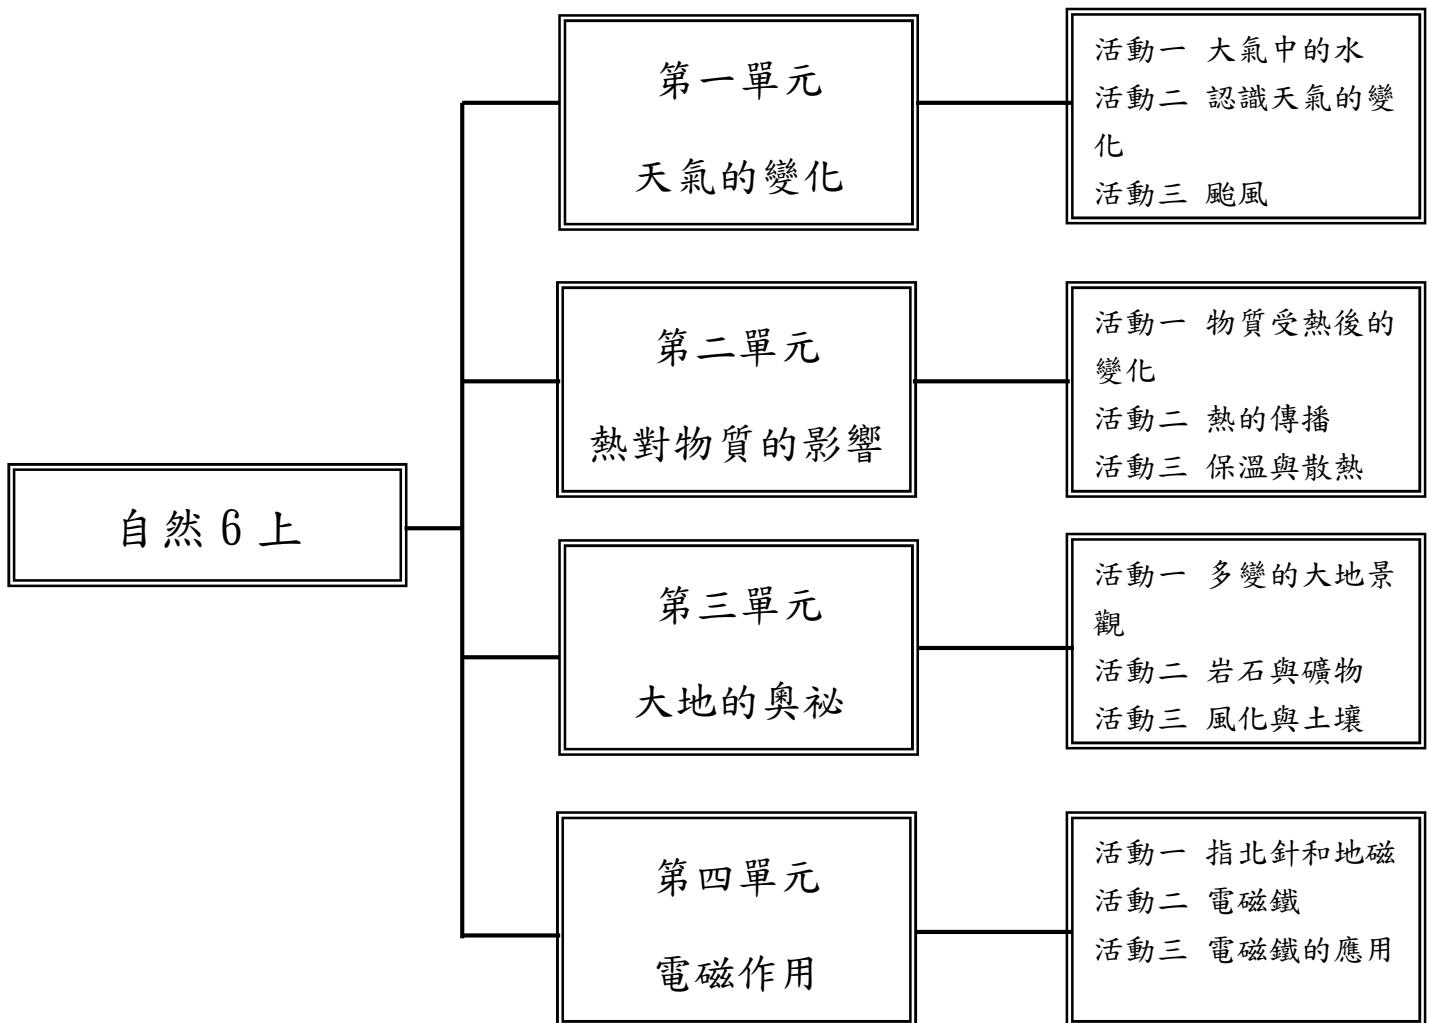 自然 6 上
第一單元
天氣的變化
活動一 大氣中的水
活動二 認識天氣的變
化
活動三 颱風
第二單元
熱對物質的影響
活動一 物質受熱後的
變化
活動二 熱的傳播
活動三 保溫與散熱
第三單元
大地的奧祕
活動一 多變的大地景
觀
活動二 岩石與礦物
活動三 風化與土壤
第四單元
電磁作用
活動一 指北針和地磁
活動二 電磁鐵
活動三 電磁鐵的應用